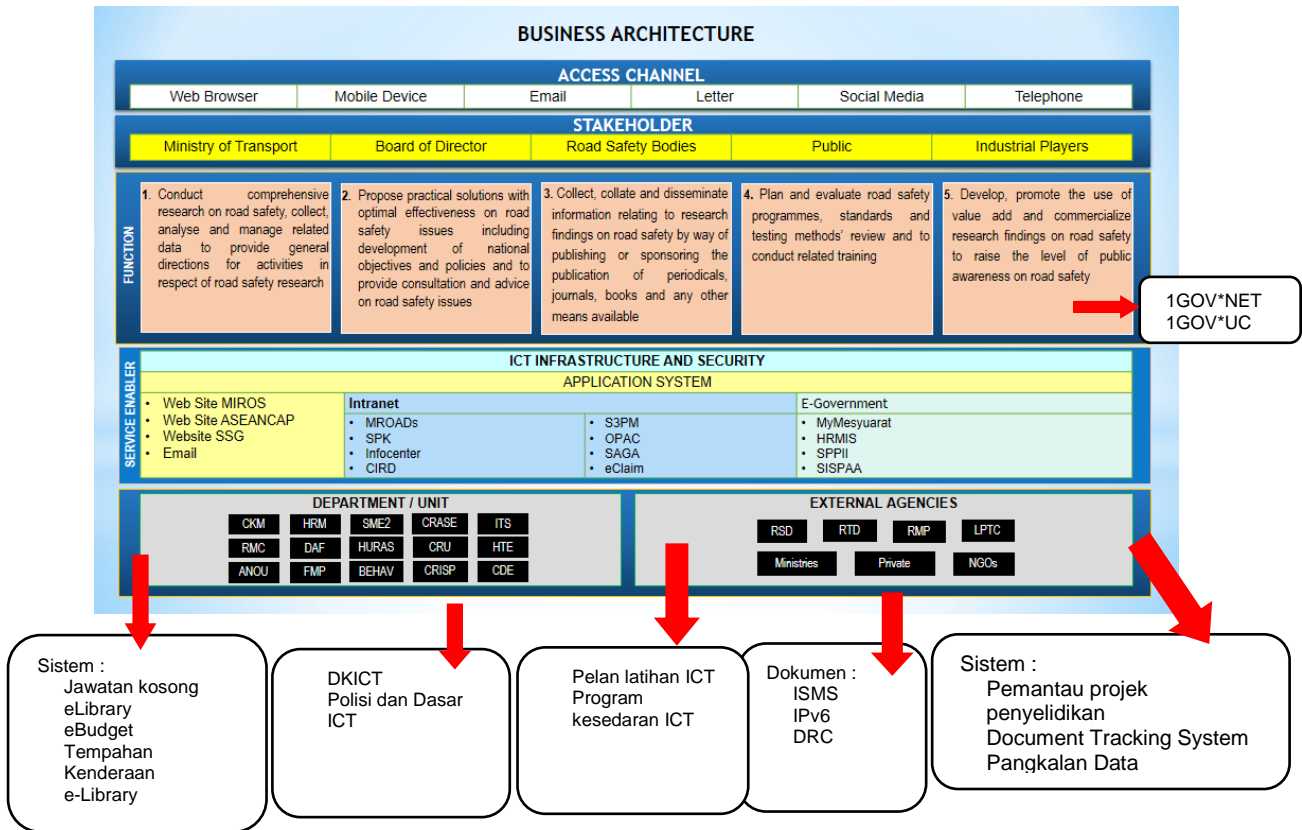 BUSINESS ARCHITECTURE
ACCESS CHANNEL
Web Browser
Mobile Device
Email
Letter
Social Media
Telephone
STAKEHOLDER
Ministry of Transport
Board of Director
Road Safety Bodies
Public
Industrial Players
FUNCTION
1. Conduct comprehensive
research on road safety, collect,
analyse and manage related
data to provide general
directions for activities in
respect of road safety research
2. Propose practical solutions with
optimal effectiveness on road
safety issues including
development of national
objectives and policies and to
provide consultation and advice
on road safety issues
3. Collect, collate and disseminate
information relating to research
findings on road safety by way of
publishing or sponsoring the
publication of periodicals,
journals, books and any other
means available
4. Plan and evaluate road safety
programmes, standards and
testing methods' review and to
conduct related training
5. Develop, promote the use of
value add and commercialize
research findings on road safety
to raise the level of public
awareness on road safety
1GOV*NET
1GOV*UC
SERVICE ENABLER
ICT INFRASTRUCTURE AND SECURITY
APPLICATION SYSTEM
• Web Site MIROS
• Web Site ASEANCAP
• Website SSG
• Email
Intranet
• MROADs
• SPK
• Infocenter
• CIRD
• S3PM
• OPAC
• SAGA
• eClaim
E-Government
• MyMesyuarat
• HRMIS
• SPPII
• SISPAA
DEPARTMENT / UNIT
CKM HRM SME2 CRASE ITS
RMC DAF HURAS CRU HTE
ANOU FMP BEHAV CRISP CDE
EXTERNAL AGENCIES
RSD RTD RMP LPTC
Ministries Private NGOs
Sistem :
Jawatan kosong
eLibrary
eBudget
Tempahan
Kenderaan
e-Library
DKICT
Polisi dan Dasar
ICT
Pelan latihan ICT
Program
kesedaran ICT
Dokumen :
ISMS
IPv6
DRC
Sistem :
Pemantau projek
penyelidikan
Document Tracking System
Pangkalan Data